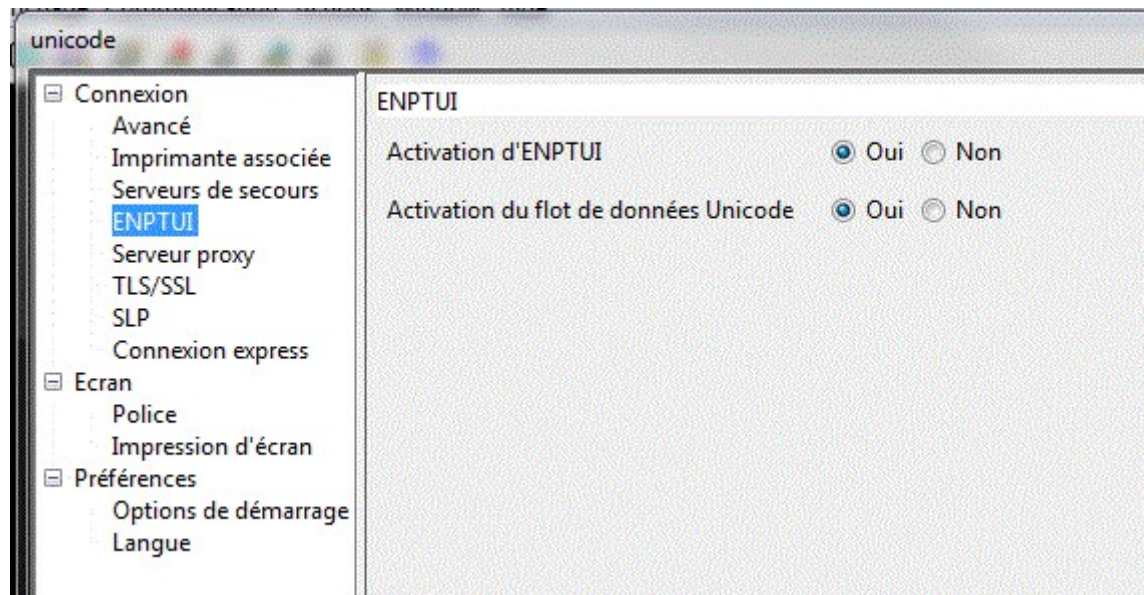 unicode
Connexion
Avancé
Imprimante associée
Serveurs de secours
ENPTUI
Serveur proxy
TLS/SSL
SLP
Connexion express
Ecran
Police
Impression d'écran
Préférences
Options de démarrage
Langue
ENPTUI
Activation d'ENPTUI Oui Non
Activation du flot de données Unicode Oui Non